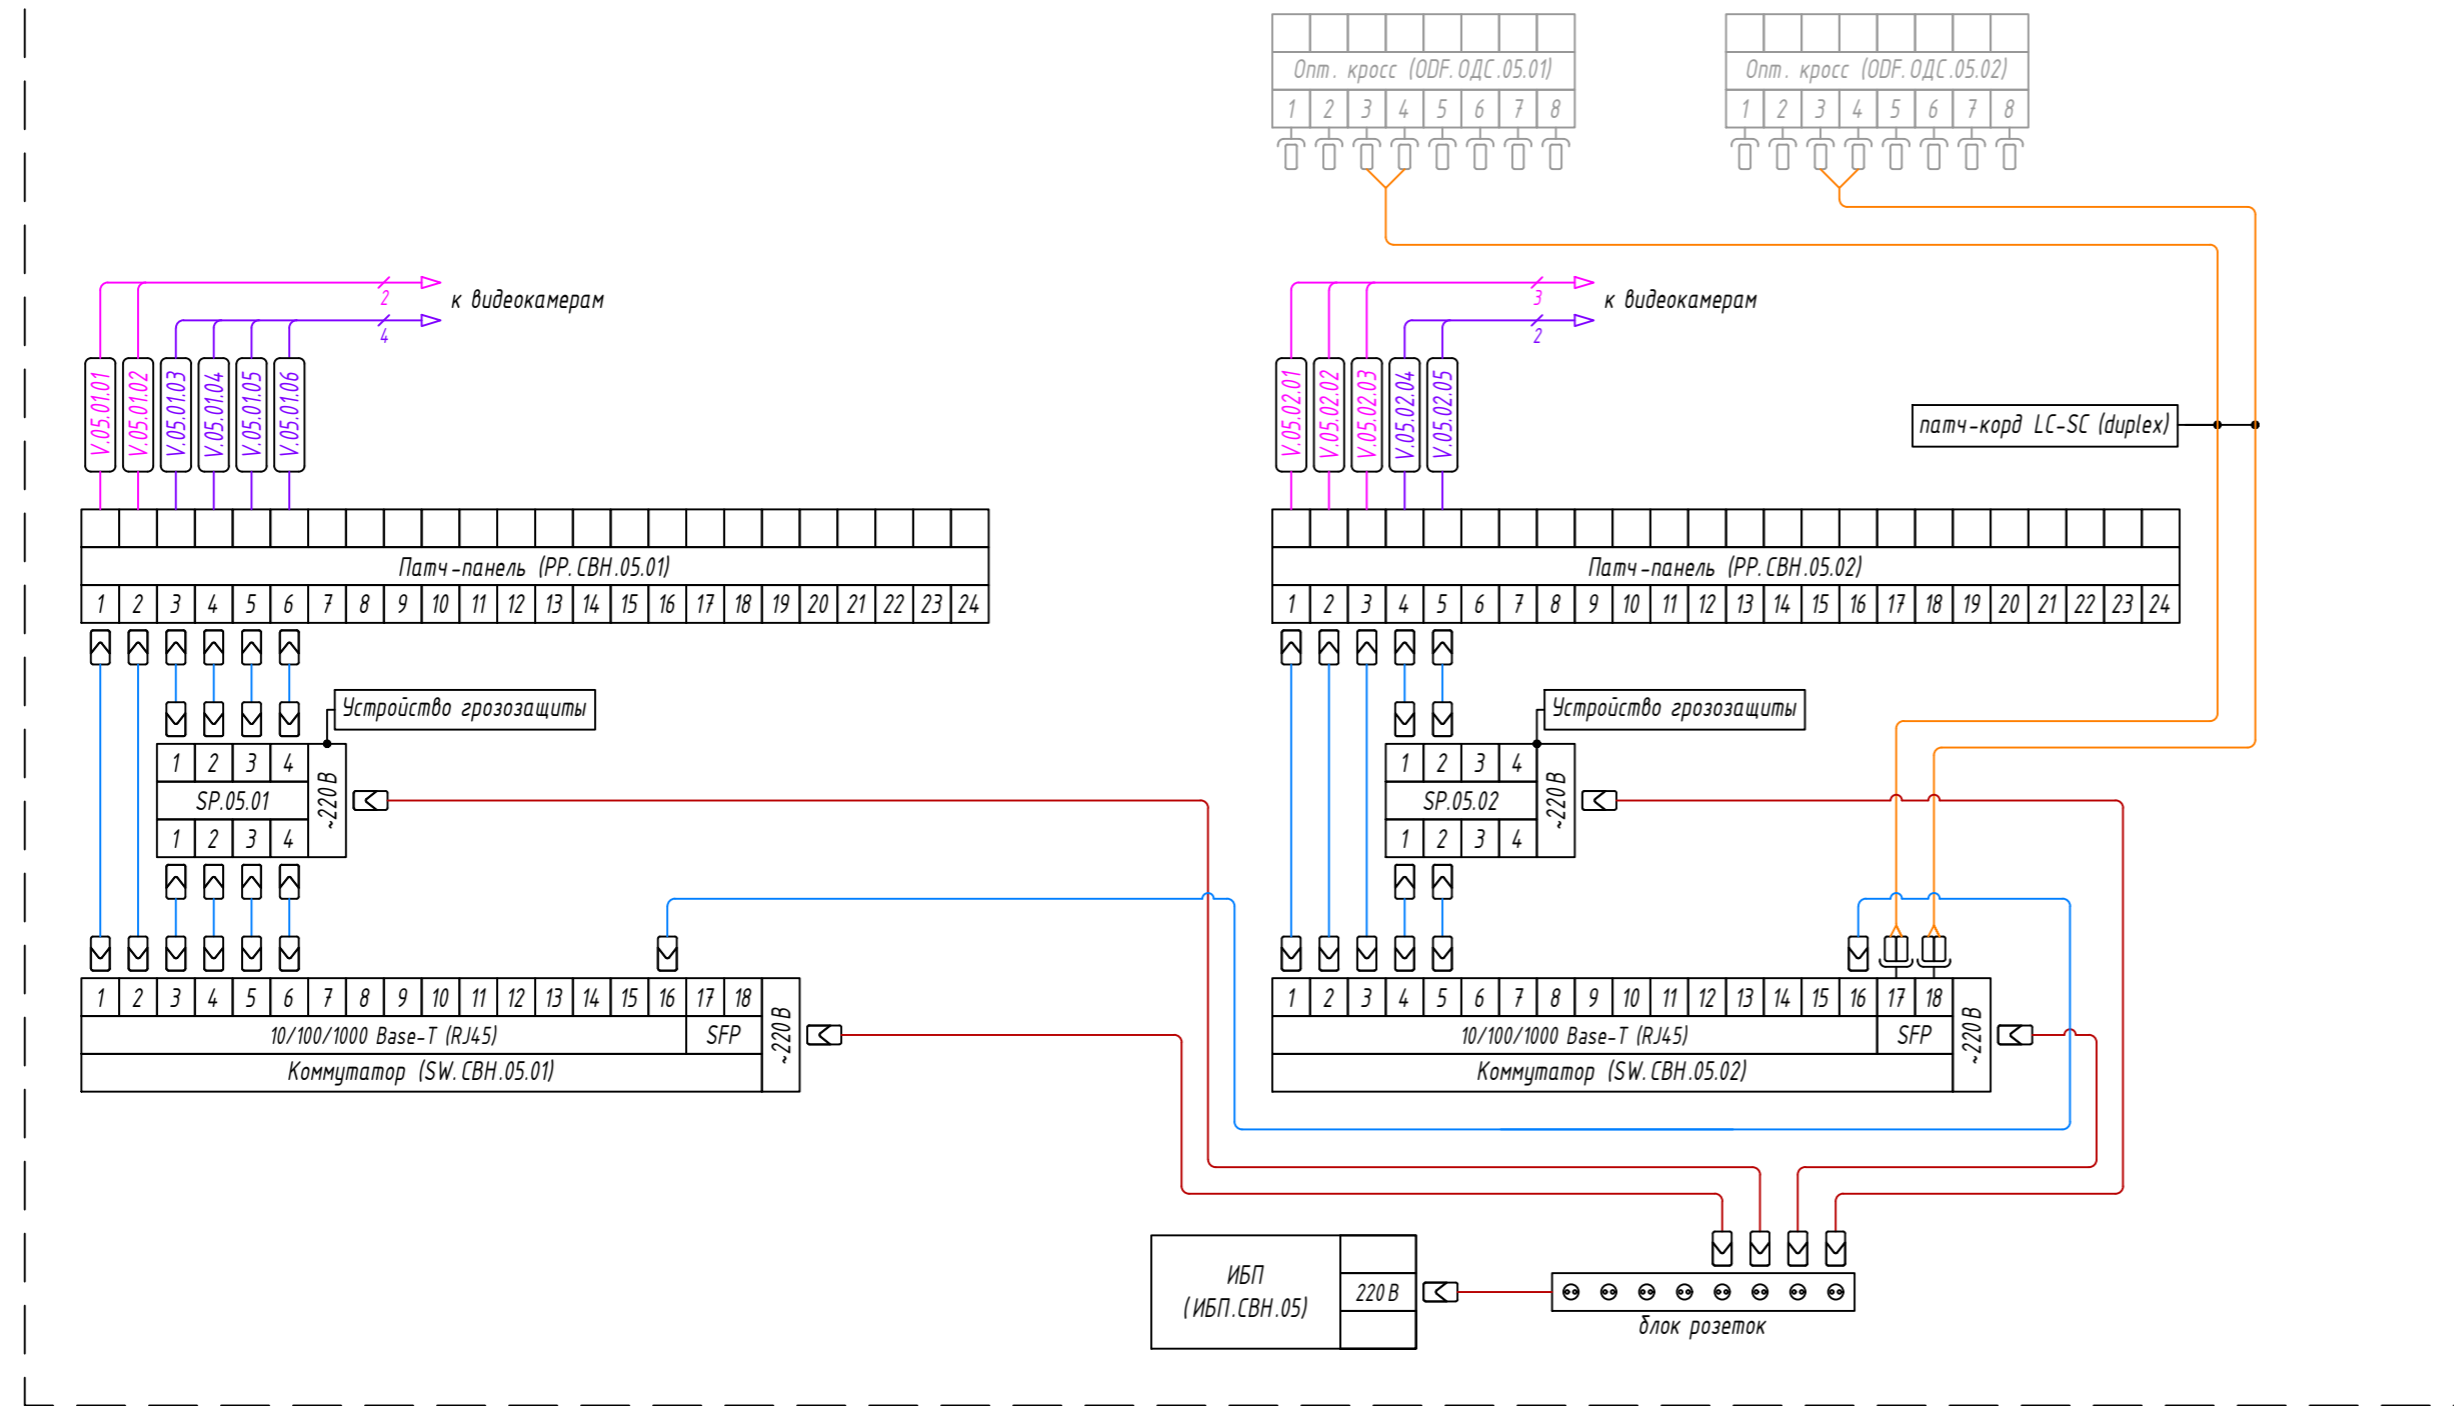 Опт. кросс (ODF.ОДС.05.01)
1 2 3 4 5 6 7 8
Опт. кросс (ODF.ОДС.05.02)
1 2 3 4 5 6 7 8
2
4
к видеокамерам
3
2
к видеокамерам
V.05.01.01
V.05.01.02
V.05.01.03
V.05.01.04
V.05.01.05
V.05.01.06
V.05.02.01
V.05.02.02
V.05.02.03
V.05.02.04
V.05.02.05
патч-корд LC-SC (duplex)
Патч-панель (PP.СВН.05.01)
1 2 3 4 5 6 7 8 9 10 11 12 13 14 15 16 17 18 19 20 21 22 23 24
Патч-панель (PP.СВН.05.02)
1 2 3 4 5 6 7 8 9 10 11 12 13 14 15 16 17 18 19 20 21 22 23 24
Устройство грозозащиты
1 2 3 4
SP.05.01
1 2 3 4
~220В
Устройство грозозащиты
1 2 3 4
SP.05.02
1 2 3 4
~220В
1 2 3 4 5 6 7 8 9 10 11 12 13 14 15 16 17 18
10/100/1000 Base-T (RJ45) SFP
Коммутатор (SW.СВН.05.01)
~220В
1 2 3 4 5 6 7 8 9 10 11 12 13 14 15 16 17 18
10/100/1000 Base-T (RJ45) SFP
Коммутатор (SW.СВН.05.02)
~220В
ИБП
(ИБП.СВН.05)
220В
блок розеток